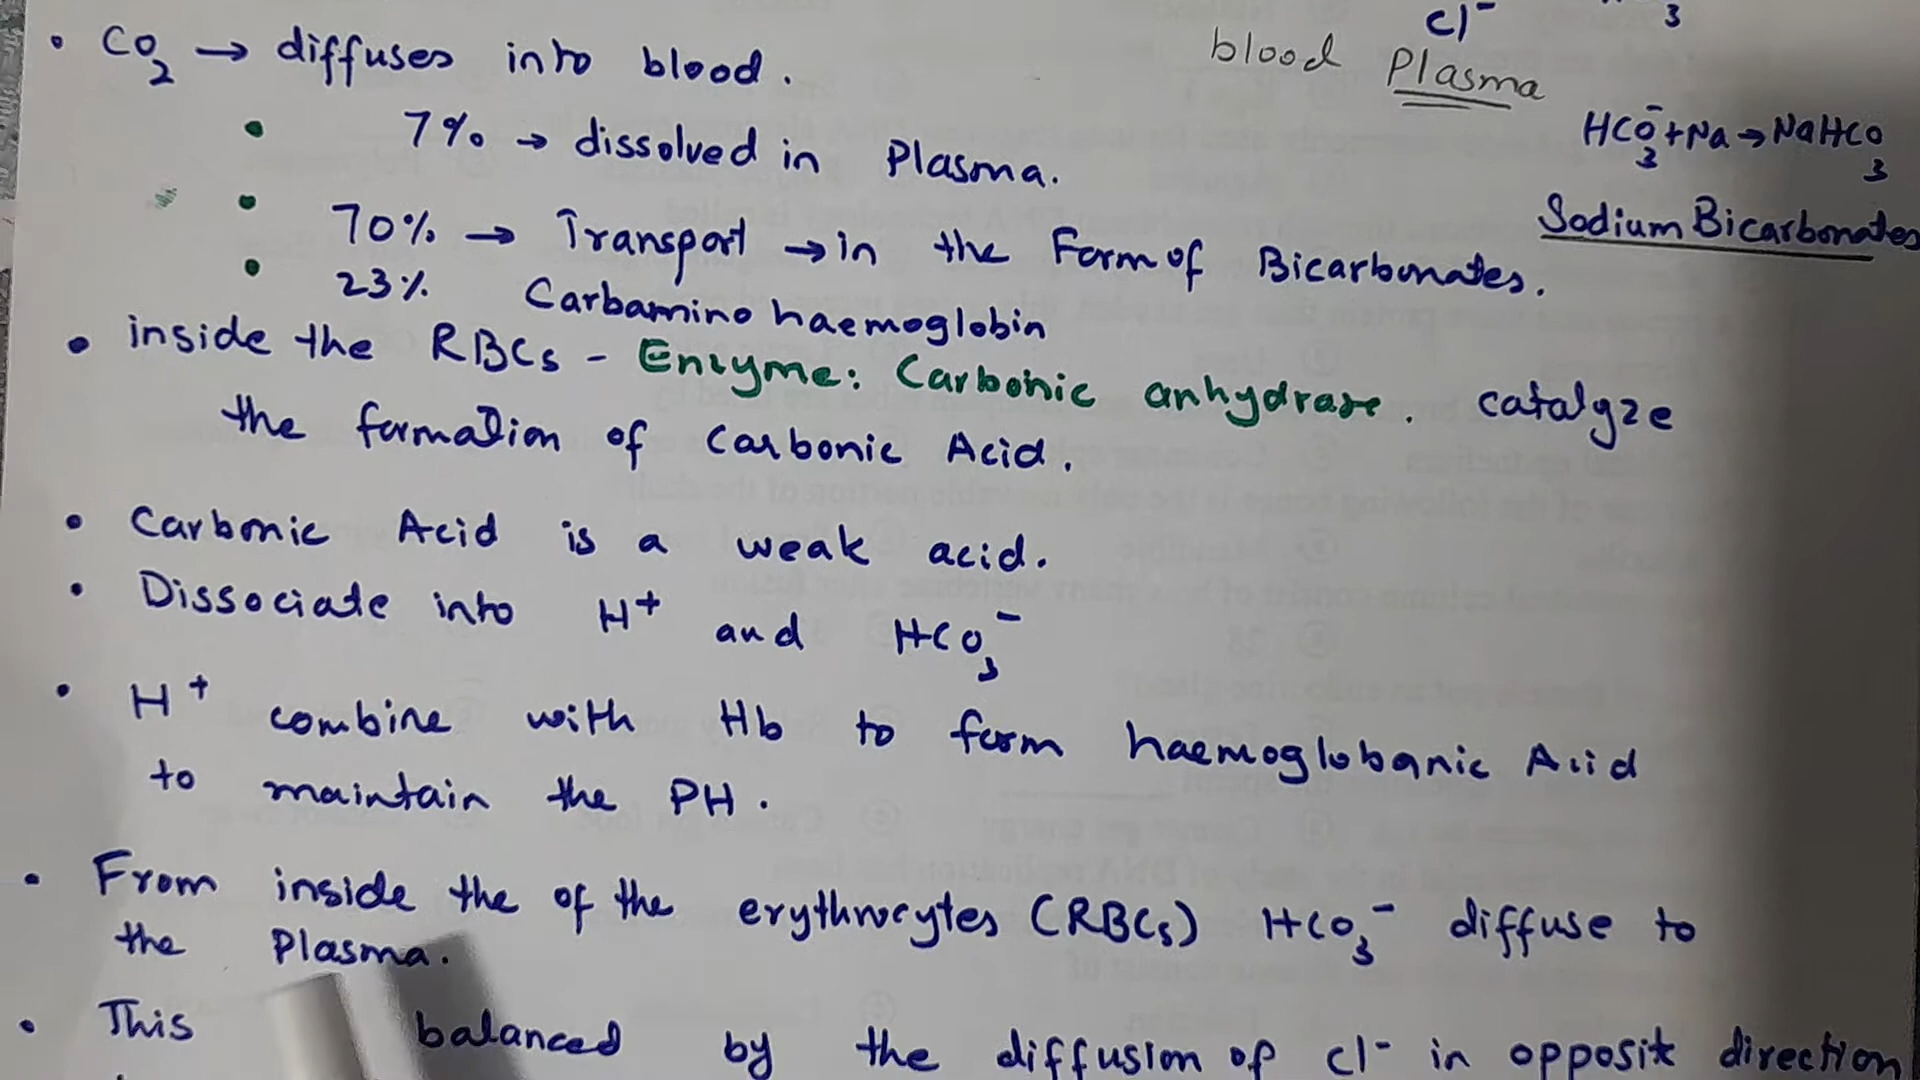 Cl⁻ 3
blood Plasma
HCO₃⁻+Na→NaHCO₃
Sodium Bicarbonates
• CO₂ → diffuses into blood.
• 7% → dissolved in Plasma.
• 70% → Transport → in the Form of Bicarbonates.
• 23% Carbamino haemoglobin
• inside the RBCs - Enzyme: Carbonic anhydrase. catalyze
the formation of Carbonic Acid.
• Carbonic Acid is a weak acid.
• Dissociate into H⁺ and HCO₃⁻
• H⁺ combine with Hb to form haemoglobanic Acid
to maintain the PH.
• From inside the of the erythrocytes (RBCs) HCO₃⁻ diffuse to
the Plasma.
• This balanced by the diffusion of cl⁻ in opposit direction